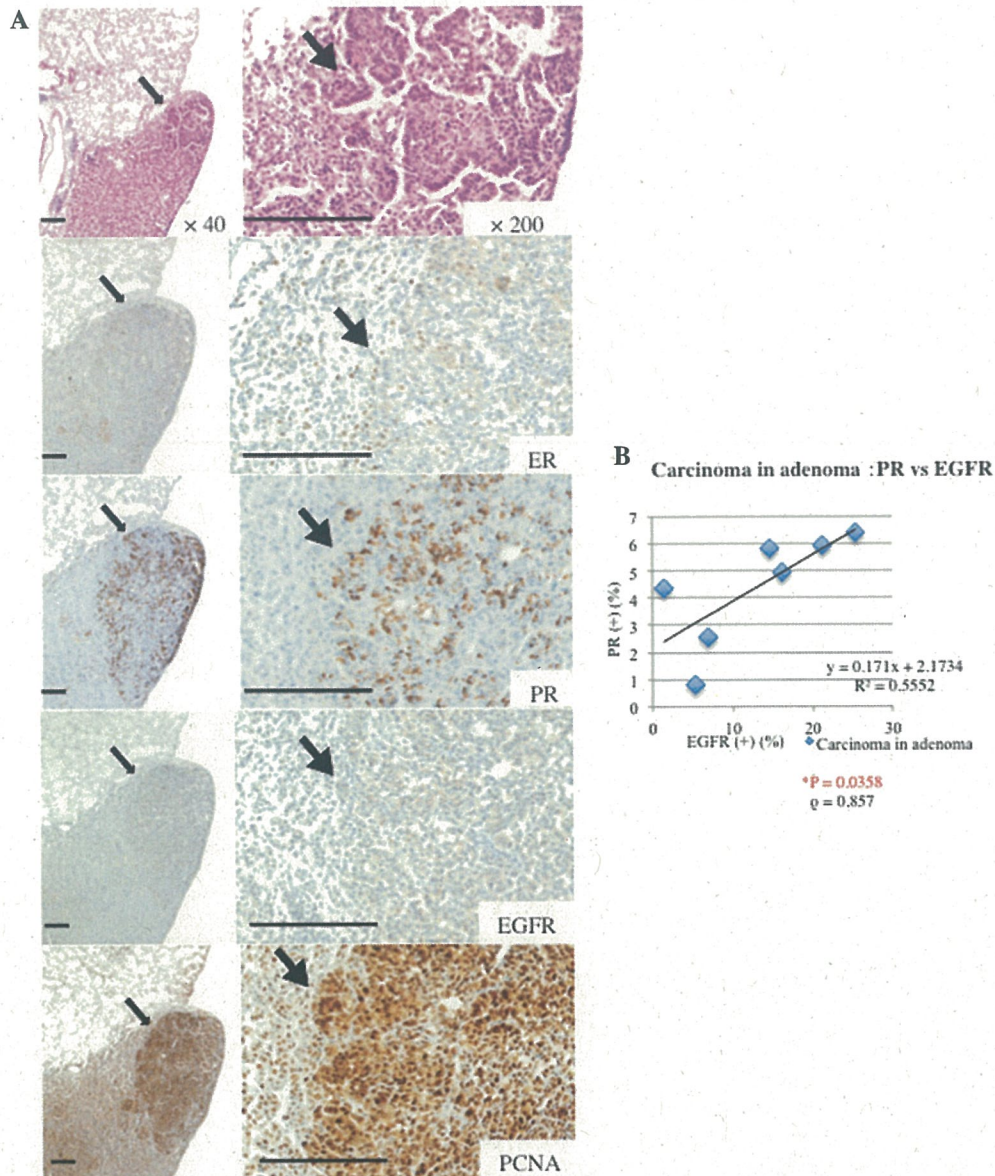 A
× 40
× 200
ER
PR
EGFR
PCNA
B
Carcinoma in adenoma :PR vs EGFR
7
6
5
4
3
2
1
0
PR (+) (%)
y = 0.171x + 2.1734
R² = 0.5552
0
10
20
30
EGFR (+) (%)
Carcinoma in adenoma
*P = 0.0358
ρ = 0.857